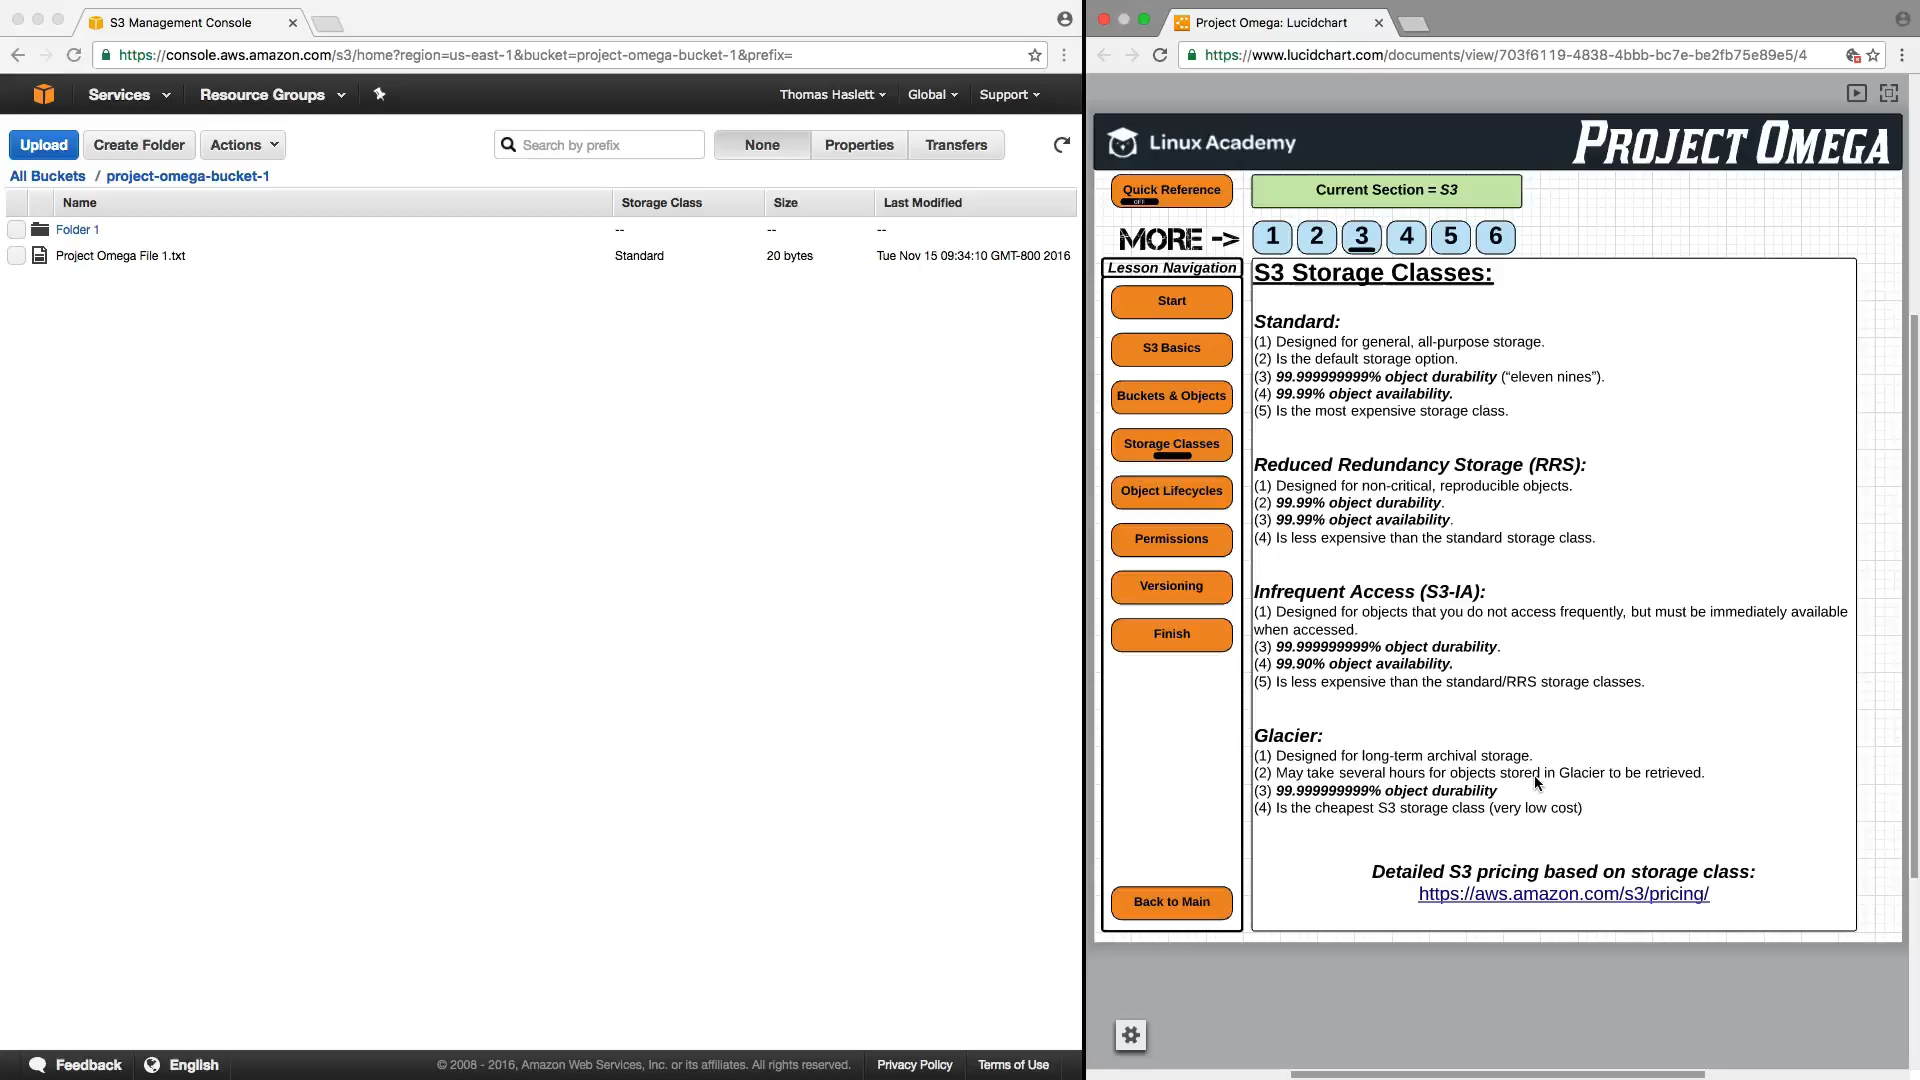 S3 Management Console
https://console.aws.amazon.com/s3/home?region=us-east-1&bucket=project-omega-bucket-1&prefix=
Services
Resource Groups
Thomas Haslett
Global
Support
Upload
Create Folder
Actions
Search by prefix
None
Properties
Transfers
All Buckets / project-omega-bucket-1
Name
Storage Class
Size
Last Modified
Folder 1
--
--
--
Project Omega File 1.txt
Standard
20 bytes
Tue Nov 15 09:34:10 GMT-800 2016
Feedback
English
© 2008 - 2016, Amazon Web Services, Inc. or its affiliates. All rights reserved.
Privacy Policy
Terms of Use
Project Omega: Lucidchart
https://www.lucidchart.com/documents/view/703f6119-4838-4bbb-bc7e-be2fb75e89e5/4
Linux Academy
PROJECT OMEGA
Quick Reference
OFF
Current Section = S3
MORE ->
1
2
3
4
5
6
Lesson Navigation
Start
S3 Basics
Buckets & Objects
Storage Classes
Object Lifecycles
Permissions
Versioning
Finish
Back to Main
S3 Storage Classes:
Standard:
(1) Designed for general, all-purpose storage.
(2) Is the default storage option.
(3) 99.999999999% object durability (“eleven nines”).
(4) 99.99% object availability.
(5) Is the most expensive storage class.
Reduced Redundancy Storage (RRS):
(1) Designed for non-critical, reproducible objects.
(2) 99.99% object durability.
(3) 99.99% object availability.
(4) Is less expensive than the standard storage class.
Infrequent Access (S3-IA):
(1) Designed for objects that you do not access frequently, but must be immediately available
when accessed.
(3) 99.999999999% object durability.
(4) 99.90% object availability.
(5) Is less expensive than the standard/RRS storage classes.
Glacier:
(1) Designed for long-term archival storage.
(2) May take several hours for objects stored in Glacier to be retrieved.
(3) 99.999999999% object durability
(4) Is the cheapest S3 storage class (very low cost)
Detailed S3 pricing based on storage class:
https://aws.amazon.com/s3/pricing/